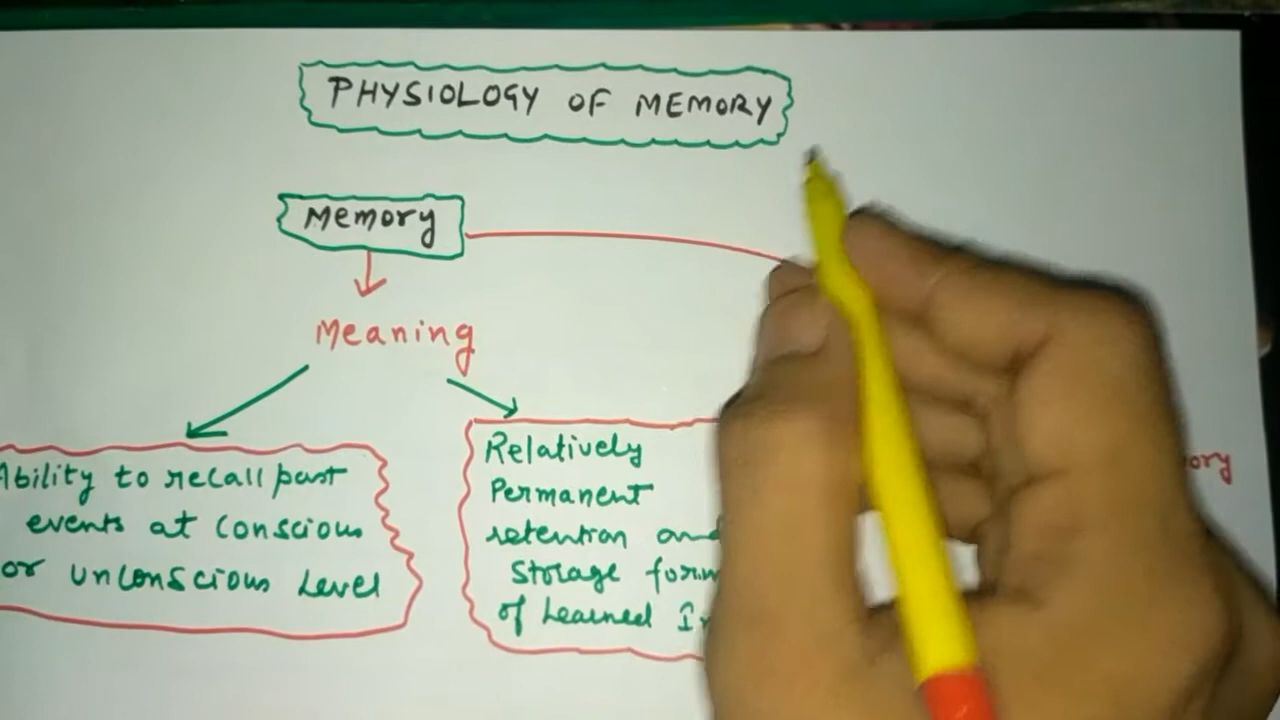 PHYSIOLOGY OF MEMORY
Memory
Meaning
Ability to recall past
events at conscious
or unconscious Level
Relatively
Permanent
retention
storage
of Learned